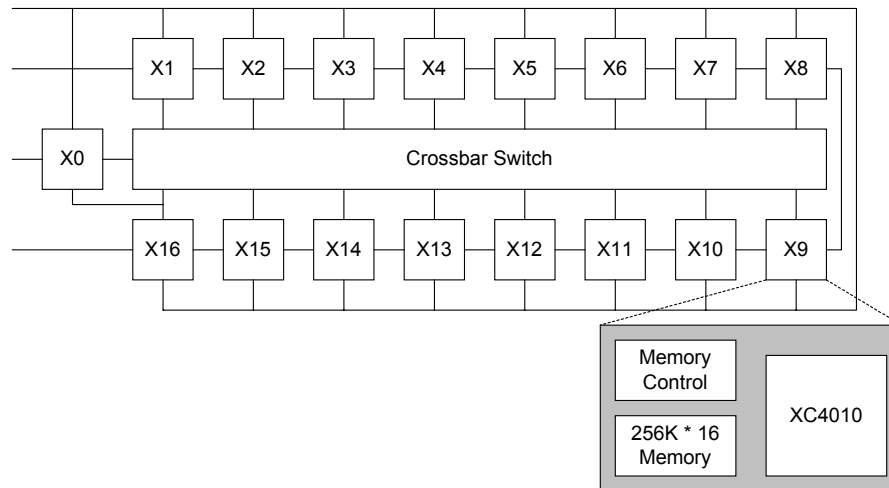 X1 X2 X3 X4 X5 X6 X7 X8
X0
Crossbar Switch
X16 X15 X14 X13 X12 X11 X10 X9
Memory
Control
XC4010
256K * 16
Memory